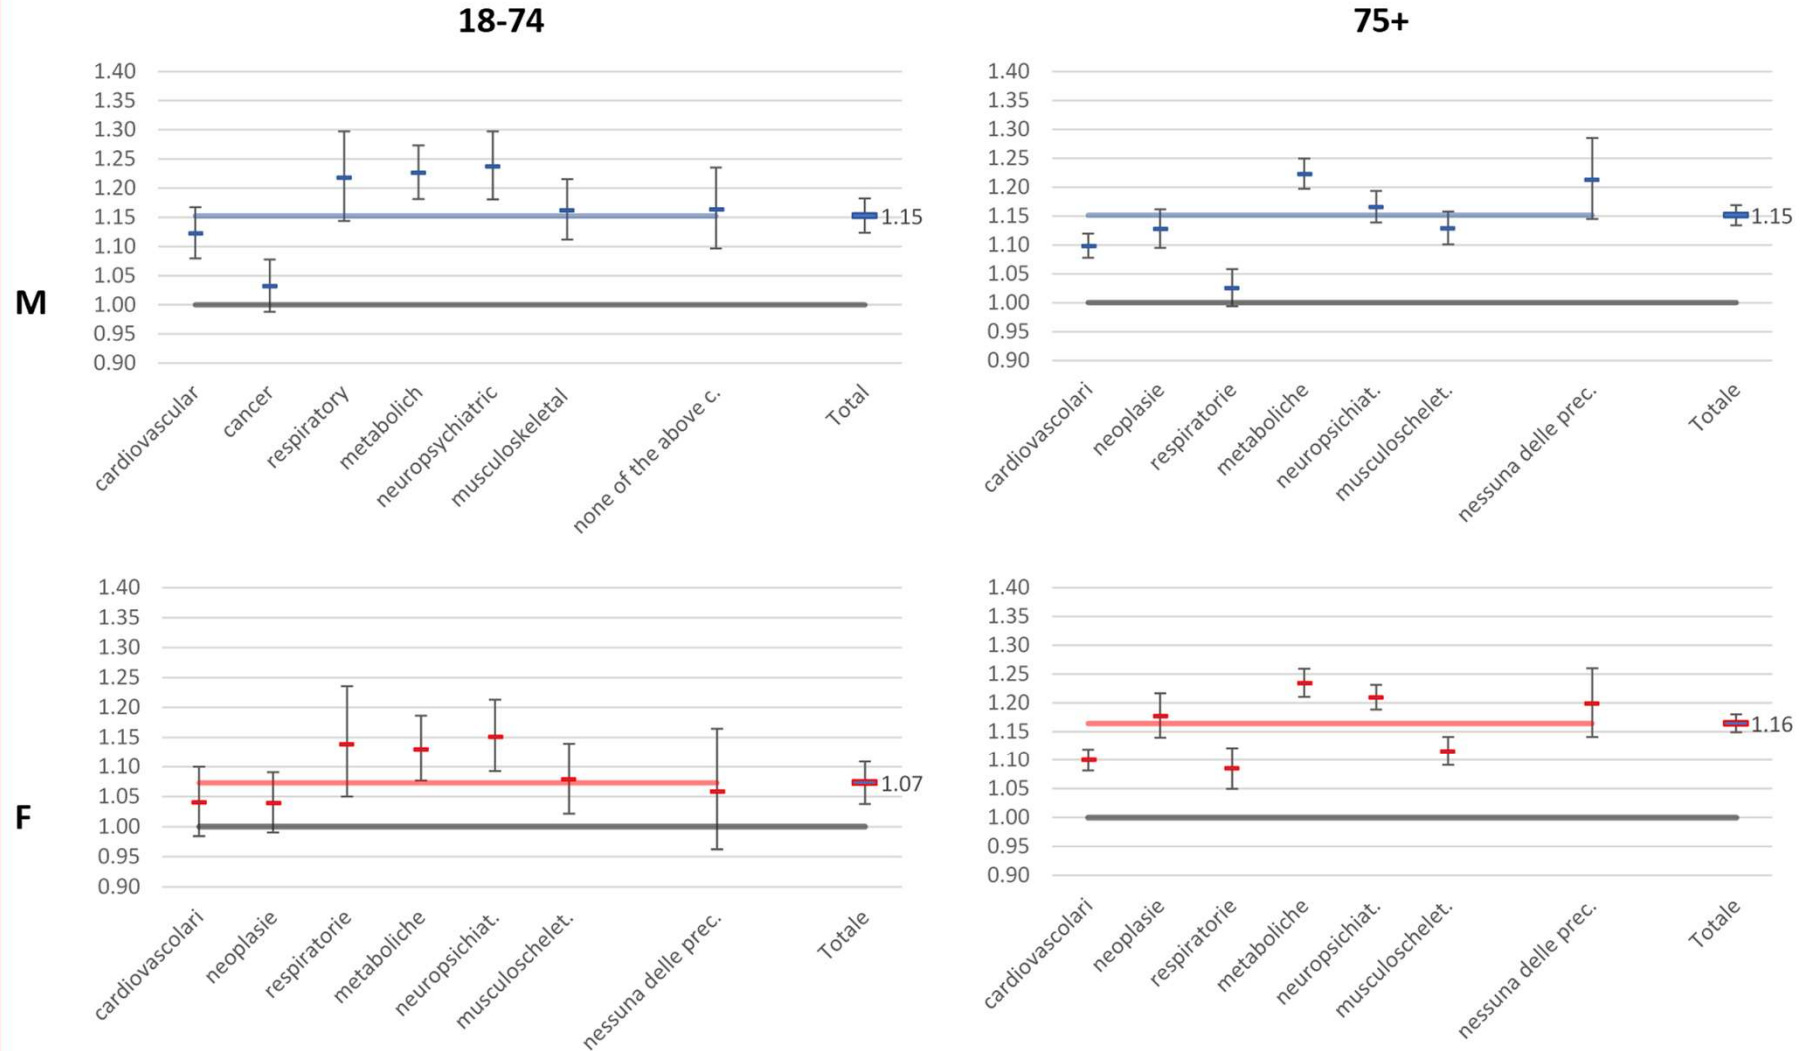 18-74
75+
M
1.40
1.35
1.30
1.25
1.20
1.15
1.10
1.05
1.00
0.95
0.90
1.15
cardiovascular
cancer
respiratory
metabolich
neuropsychiatric
musculoskeletal
none of the above c.
Total
1.40
1.35
1.30
1.25
1.20
1.15
1.10
1.05
1.00
0.95
0.90
1.15
cardiovascolari
neoplasie
respiratorie
metaboliche
neuropsichiat.
musculoschelet.
nessuna delle prec.
Totale
F
1.40
1.35
1.30
1.25
1.20
1.15
1.10
1.05
1.00
0.95
0.90
1.07
cardiovascolari
neoplasie
respiratorie
metaboliche
neuropsichiat.
musculoschelet.
nessuna delle prec.
Totale
1.40
1.35
1.30
1.25
1.20
1.15
1.10
1.05
1.00
0.95
0.90
1.16
cardiovascolari
neoplasie
respiratorie
metaboliche
neuropsichiat.
musculoschelet.
nessuna delle prec.
Totale